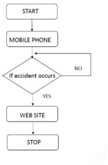 START
MOBILE PHONE
If accident occurs
NO
YES
WEB SITE
STOP